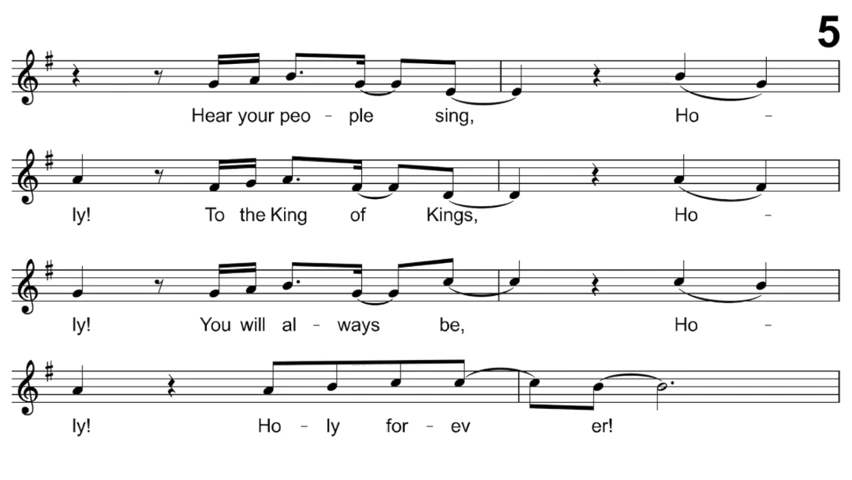 5
Hear your peo - ple sing, Ho -
ly! To the King of Kings, Ho -
ly! You will al - ways be, Ho -
ly! Ho - ly for - ev er!